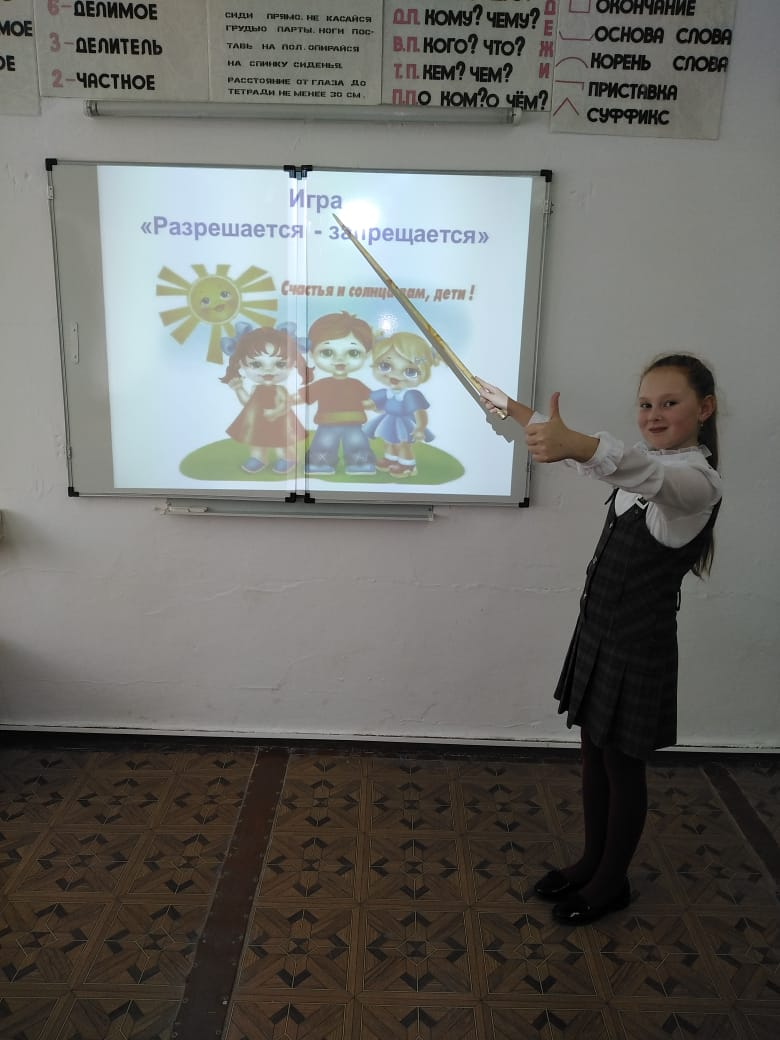 6-ДЕЛИМОЕ
3-ДЕЛИТЕЛЬ
2-ЧАСТНОЕ
СИДИ ПРЯМО. НЕ КАСАЙСЯ
ГРУДЬЮ ПАРТЫ. НОГИ ПОС-
ТАВЬ НА ПОЛ. ОПИРАЙСЯ
НА СПИНКУ СИДЕНЬЯ.
РАССТОЯНИЕ ОТ ГЛАЗА ДО
ТЕТРАДИ НЕ МЕНЕЕ 30 СМ.
Д.П. КОМУ? ЧЕМУ?
В.П. КОГО? ЧТО?
Т.П. КЕМ? ЧЕМ?
П.П. О КОМ? О ЧЁМ?
ДЕЖИ
ОКОНЧАНИЕ
ОСНОВА СЛОВА
КОРЕНЬ СЛОВА
ПРИСТАВКА
СУФФИКС
Игра
«Разрешается - запрещается»
Счастья и солнца вам, дети!